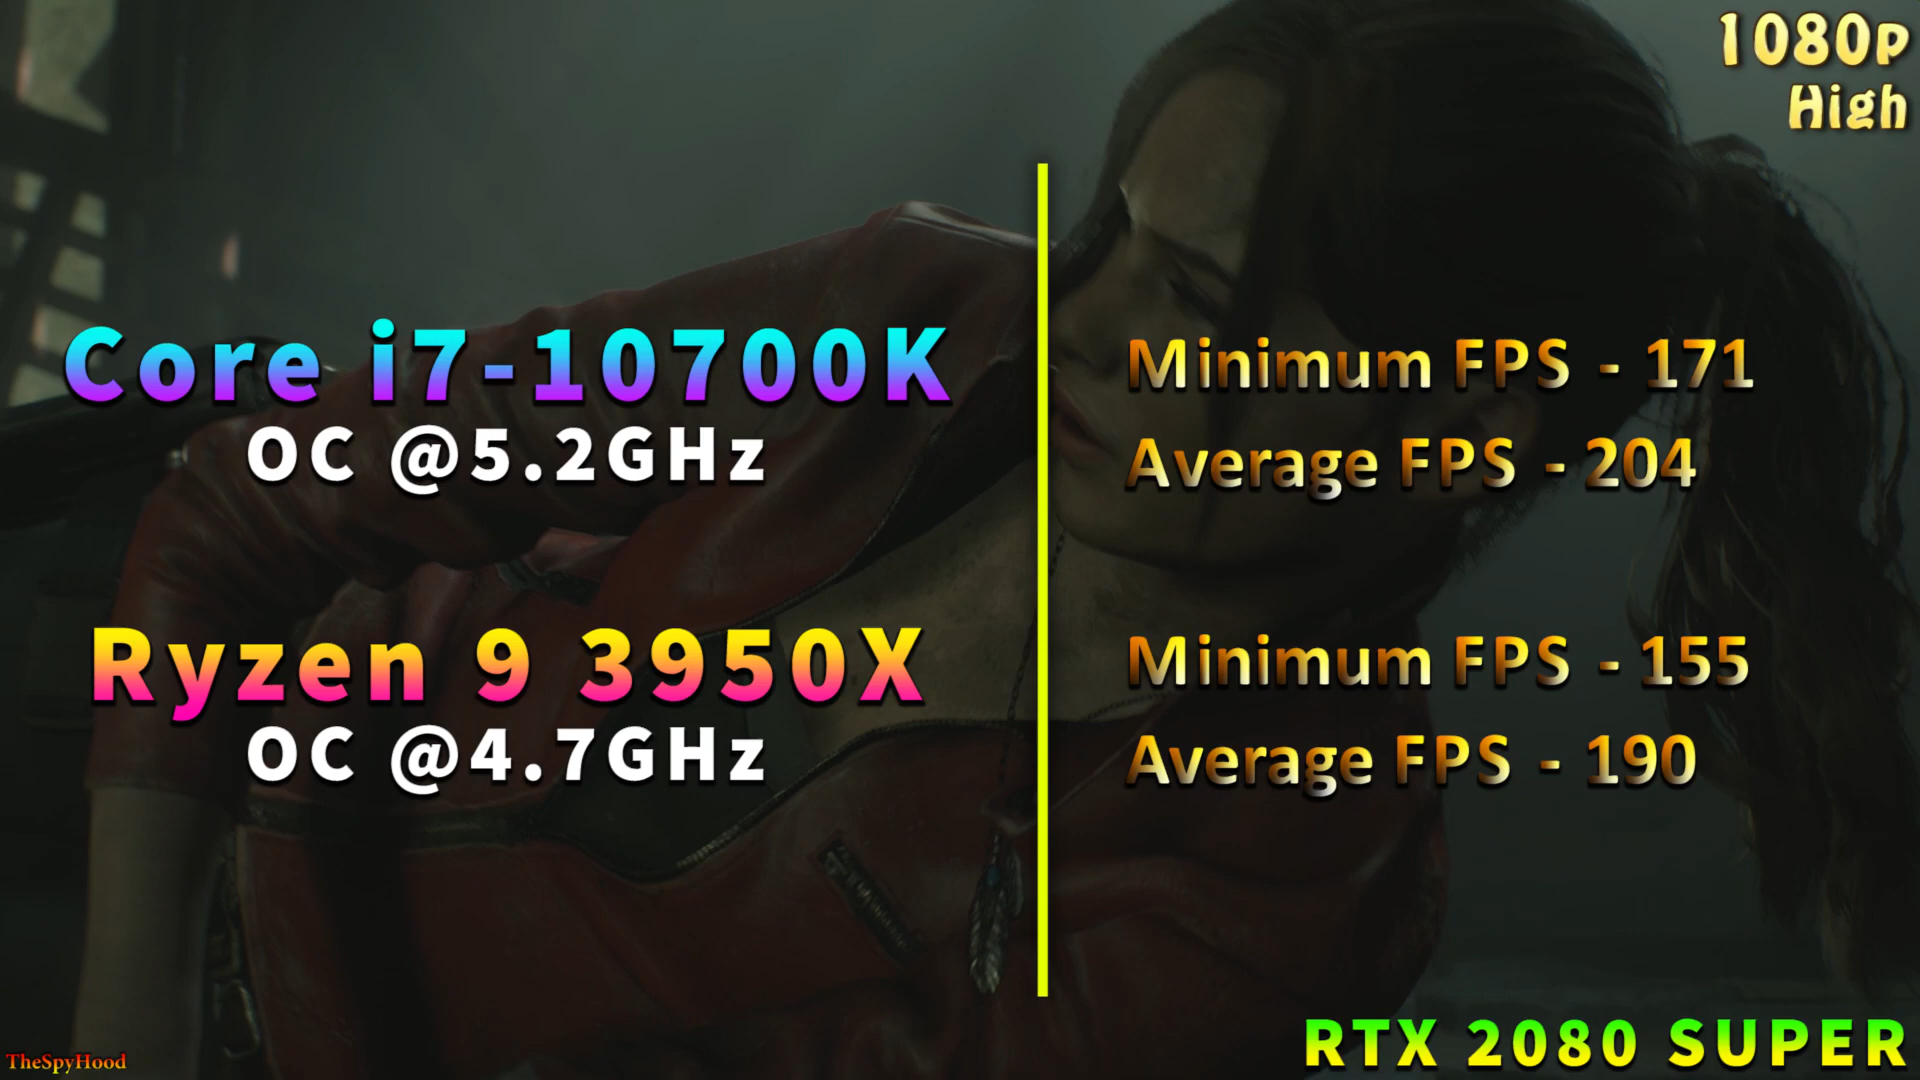 1080p
High
Core i7-10700K
OC @5.2GHz
Minimum FPS - 171
Average FPS - 204
Ryzen 9 3950X
OC @4.7GHz
Minimum FPS - 155
Average FPS - 190
RTX 2080 SUPER
TheSpyHood